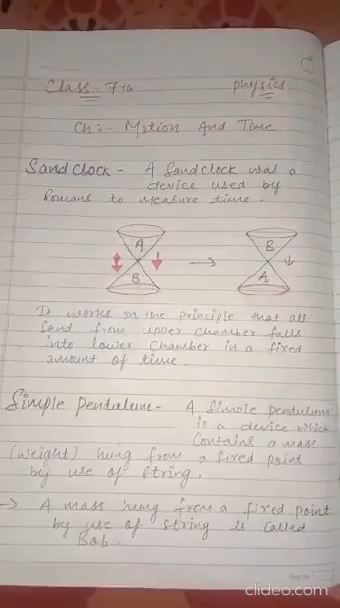 Class - 7th
Physics
Ch:- Motion And Time
Sand clock - A Sand clock was a
device used by
Romans to measure time.
A
B
→
B
A
It works on the principle that all
sand from upper chamber falls
into lower chamber in a fixed
amount of time.
Simple Pendulum - A Simple pendulum
is a device which
contains a mass
(weight) hung from a fixed point
by use of string.
→ A mass hung from a fixed point
by use of string is called
Bob.
clideo.com